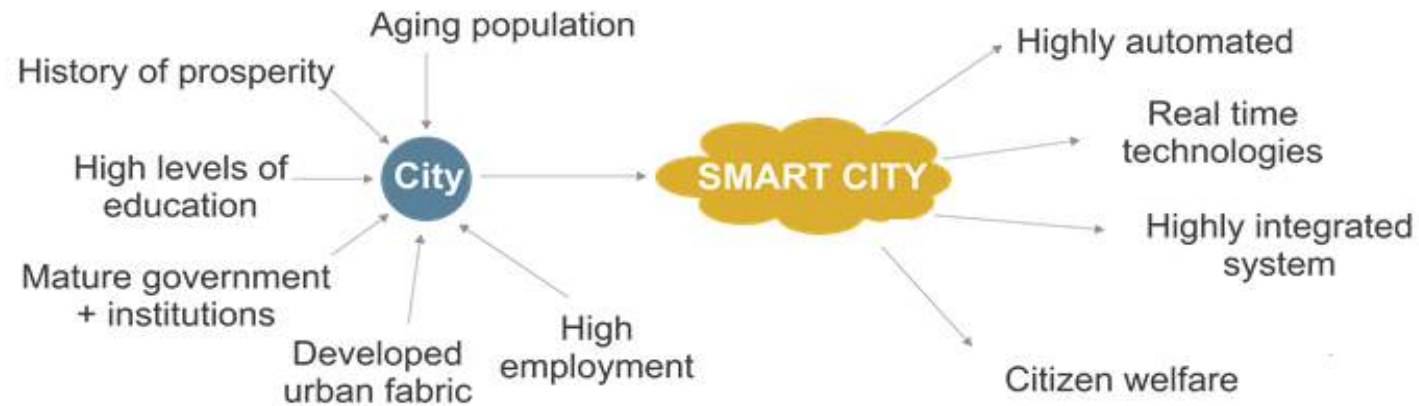 Aging population
History of prosperity
High levels of
education
Mature government
+ institutions
Developed
urban fabric
High
employment
City
SMART CITY
Highly automated
Real time
technologies
Highly integrated
system
Citizen welfare